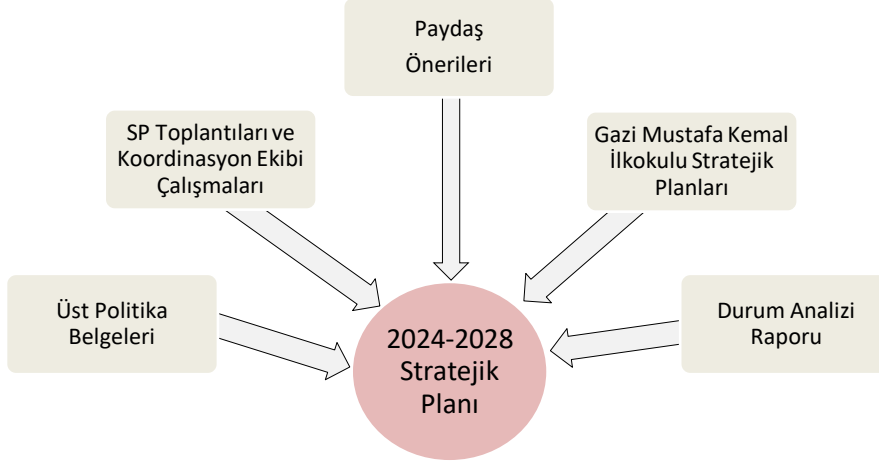 Paydaş
Önerileri
SP Toplantıları ve
Koordinasyon Ekibi
Çalışmaları
Gazi Mustafa Kemal
İlkokulu Stratejik
Planları
Üst Politika
Belgeleri
Durum Analizi
Raporu
2024-2028
Stratejik
Planı